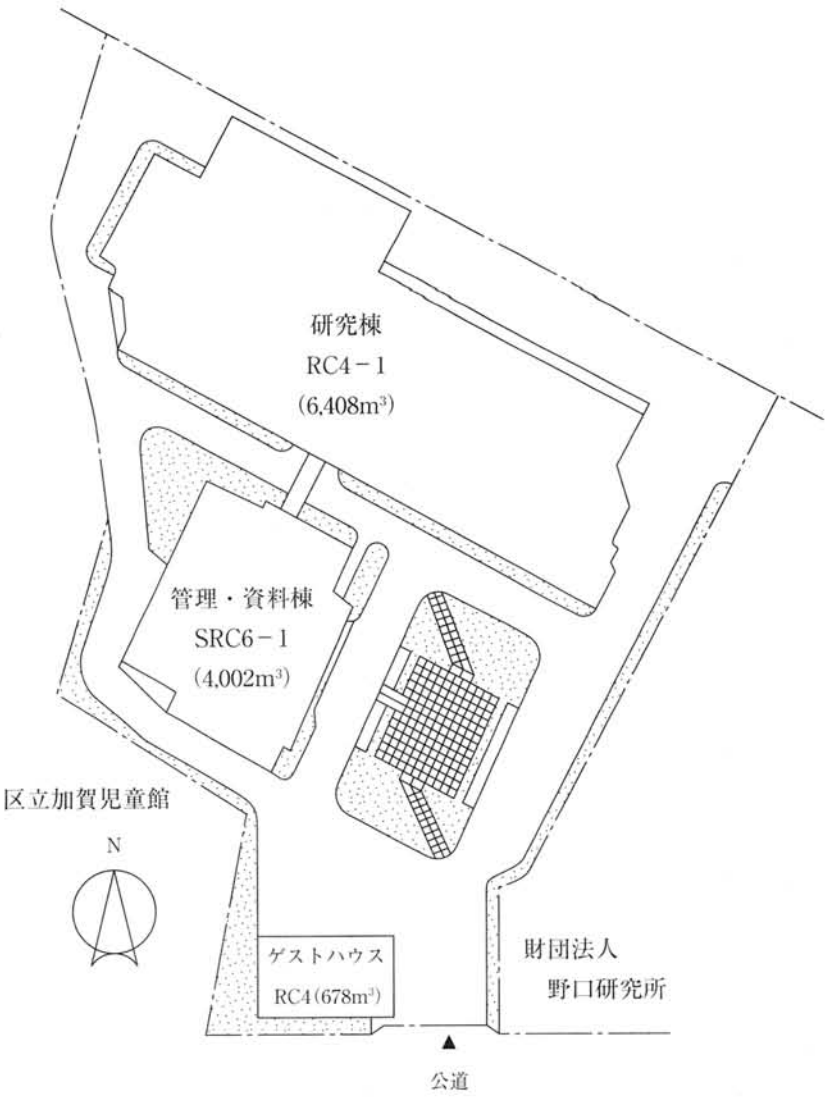 研究棟
RC4-1
(6,408m³)
管理・資料棟
SRC6-1
(4,002m³)
区立加賀児童館
N
ゲストハウス
RC4(678m³)
財団法人
野口研究所
公道